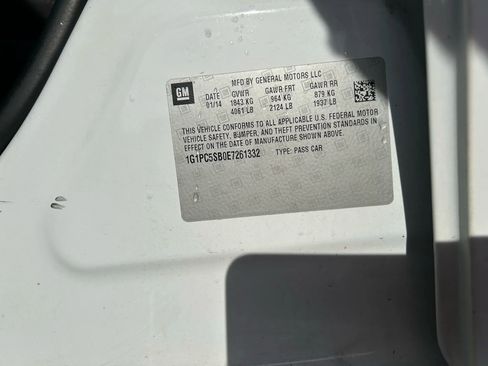 MFD BY GENERAL MOTORS LLC
GM DATE GVWR GAWR FRT GAWR RR
01/14 1843 KG 964 KG 879 KG
4061 LB 2124 LB 1937 LB
THIS VEHICLE CONFORMS TO ALL APPLICABLE U.S. FEDERAL MOTOR
VEHICLE SAFETY, BUMPER, AND THEFT PREVENTION STANDARDS IN
EFFECT ON THE DATE OF MANUFACTURE SHOWN ABOVE.
1G1PC5SB0E7261332 TYPE: PASS CAR